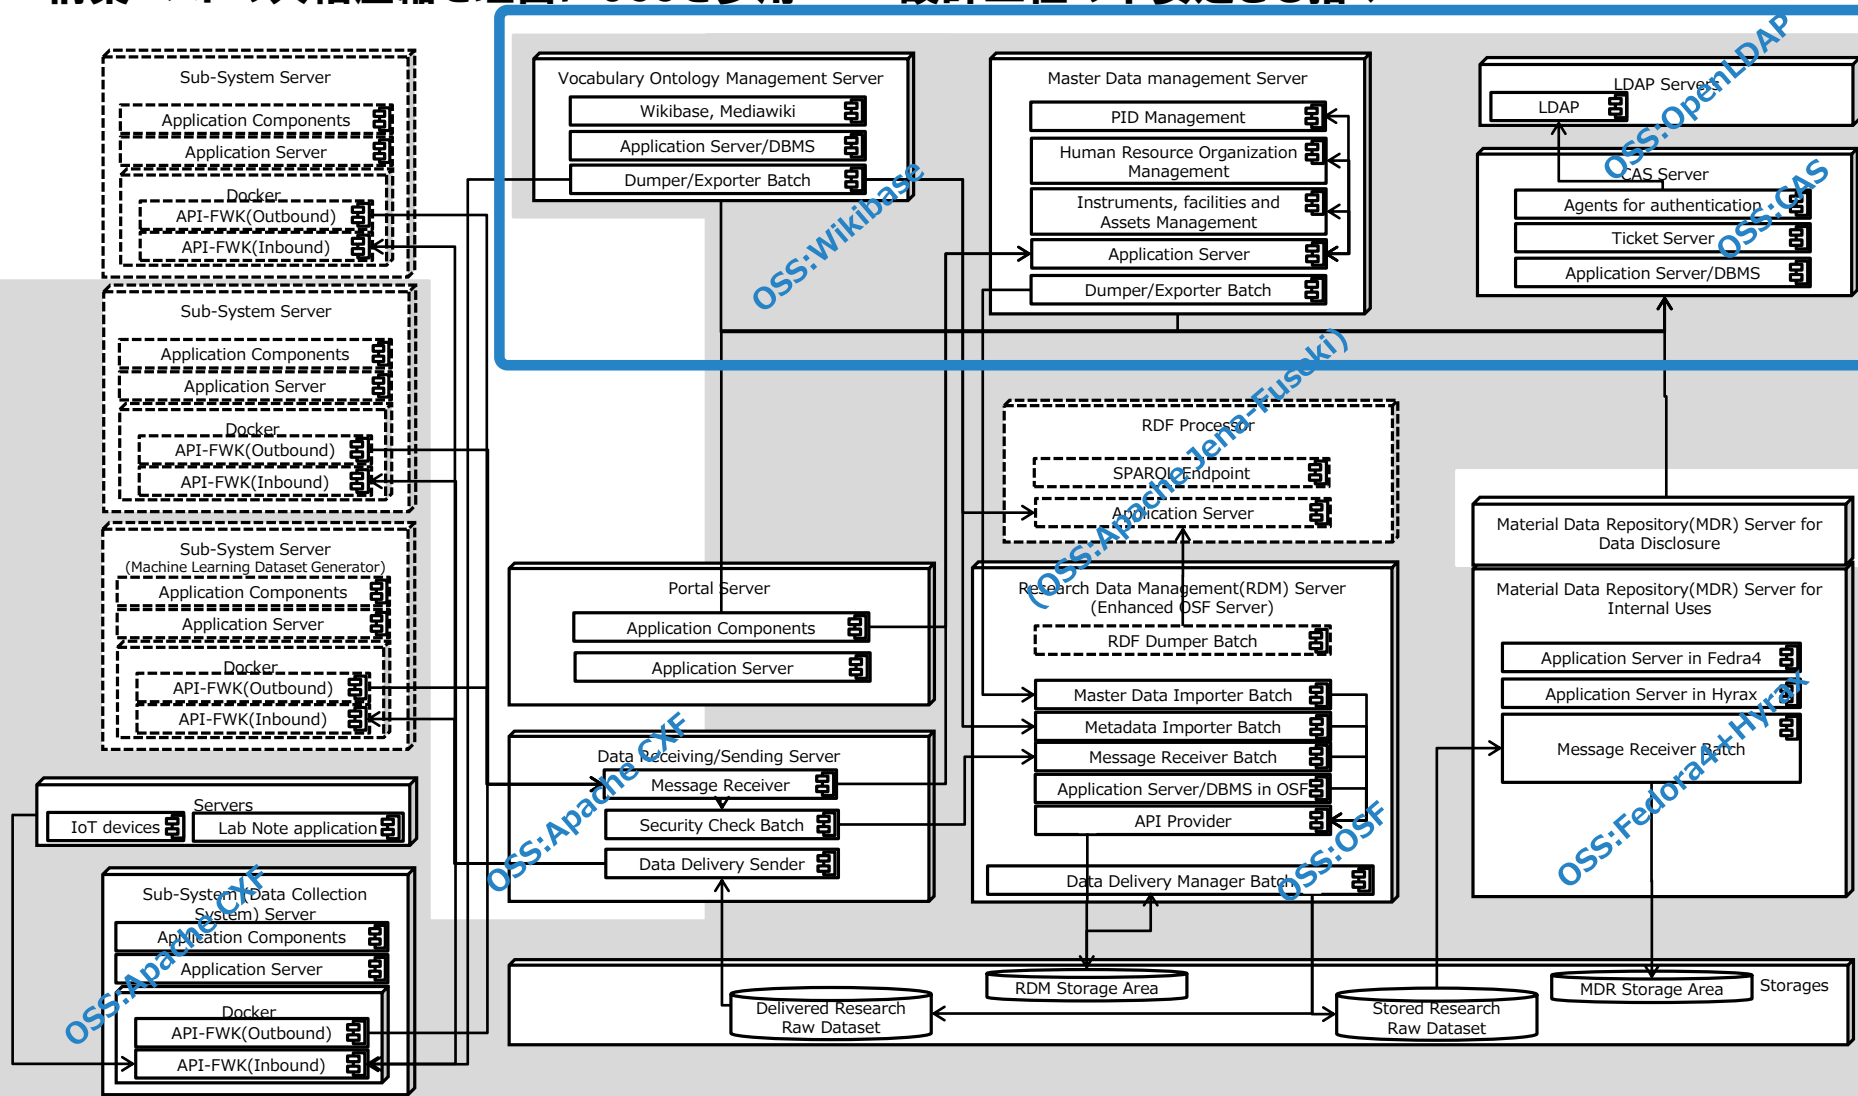 Sub-System Server
Application Components
Application Server
Docker
API-FWK(Outbound)
API-FWK(Inbound)
Sub-System Server
Application Components
Application Server
Docker
API-FWK(Outbound)
API-FWK(Inbound)
Sub-System Server
(Machine Learning Dataset Generator)
Application Components
Application Server
Docker
API-FWK(Outbound)
API-FWK(Inbound)
Servers
IoT devices
Lab Note application
Sub-System (Data Collection
System) Server
Application Components
Application Server
Docker
API-FWK(Outbound)
API-FWK(Inbound)
OSS:Apache CXF
Vocabulary Ontology Management Server
Wikibase, Mediawiki
Application Server/DBMS
Dumper/Exporter Batch
OSS:Wikibase
Master Data management Server
PID Management
Human Resource Organization
Management
Instruments, facilities and
Assets Management
Application Server
Dumper/Exporter Batch
LDAP Servers
LDAP
OSS:OpenLDAP
CAS Server
Agents for authentication
Ticket Server
Application Server/DBMS
OSS:CAS
RDF Processor
SPARQL Endpoint
Application Server
(OSS:Apache Jena-Fuseki)
Portal Server
Application Components
Application Server
Data Receiving/Sending Server
Message Receiver
Security Check Batch
Data Delivery Sender
OSS:Apache CXF
Research Data Management(RDM) Server
(Enhanced OSF Server)
RDF Dumper Batch
Master Data Importer Batch
Metadata Importer Batch
Message Receiver Batch
Application Server/DBMS in OSF
API Provider
Data Delivery Manager Batch
OSS:OSF
Material Data Repository(MDR) Server for
Data Disclosure
Material Data Repository(MDR) Server for
Internal Uses
Application Server in Fedra4
Application Server in Hyrax
Message Receiver Batch
OSS:Fedora4+Hyrax
Storages
Delivered Research
Raw Dataset
RDM Storage Area
Stored Research
Raw Dataset
MDR Storage Area